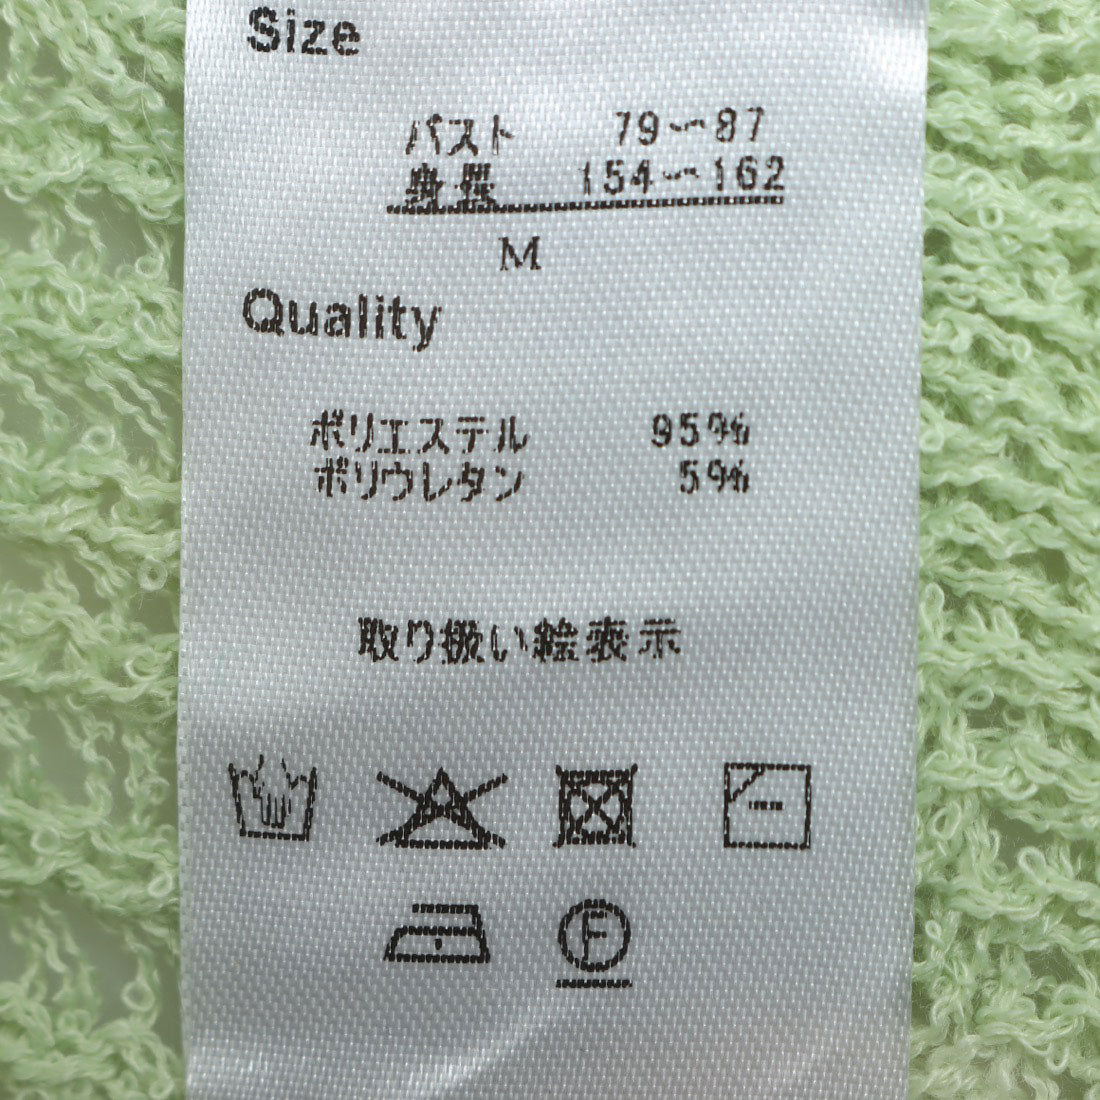 Size
バスト 79〜87
身長 154〜162
M
Quality
ポリエステル 95%
ポリウレタン 5%
取り扱い絵表示
F